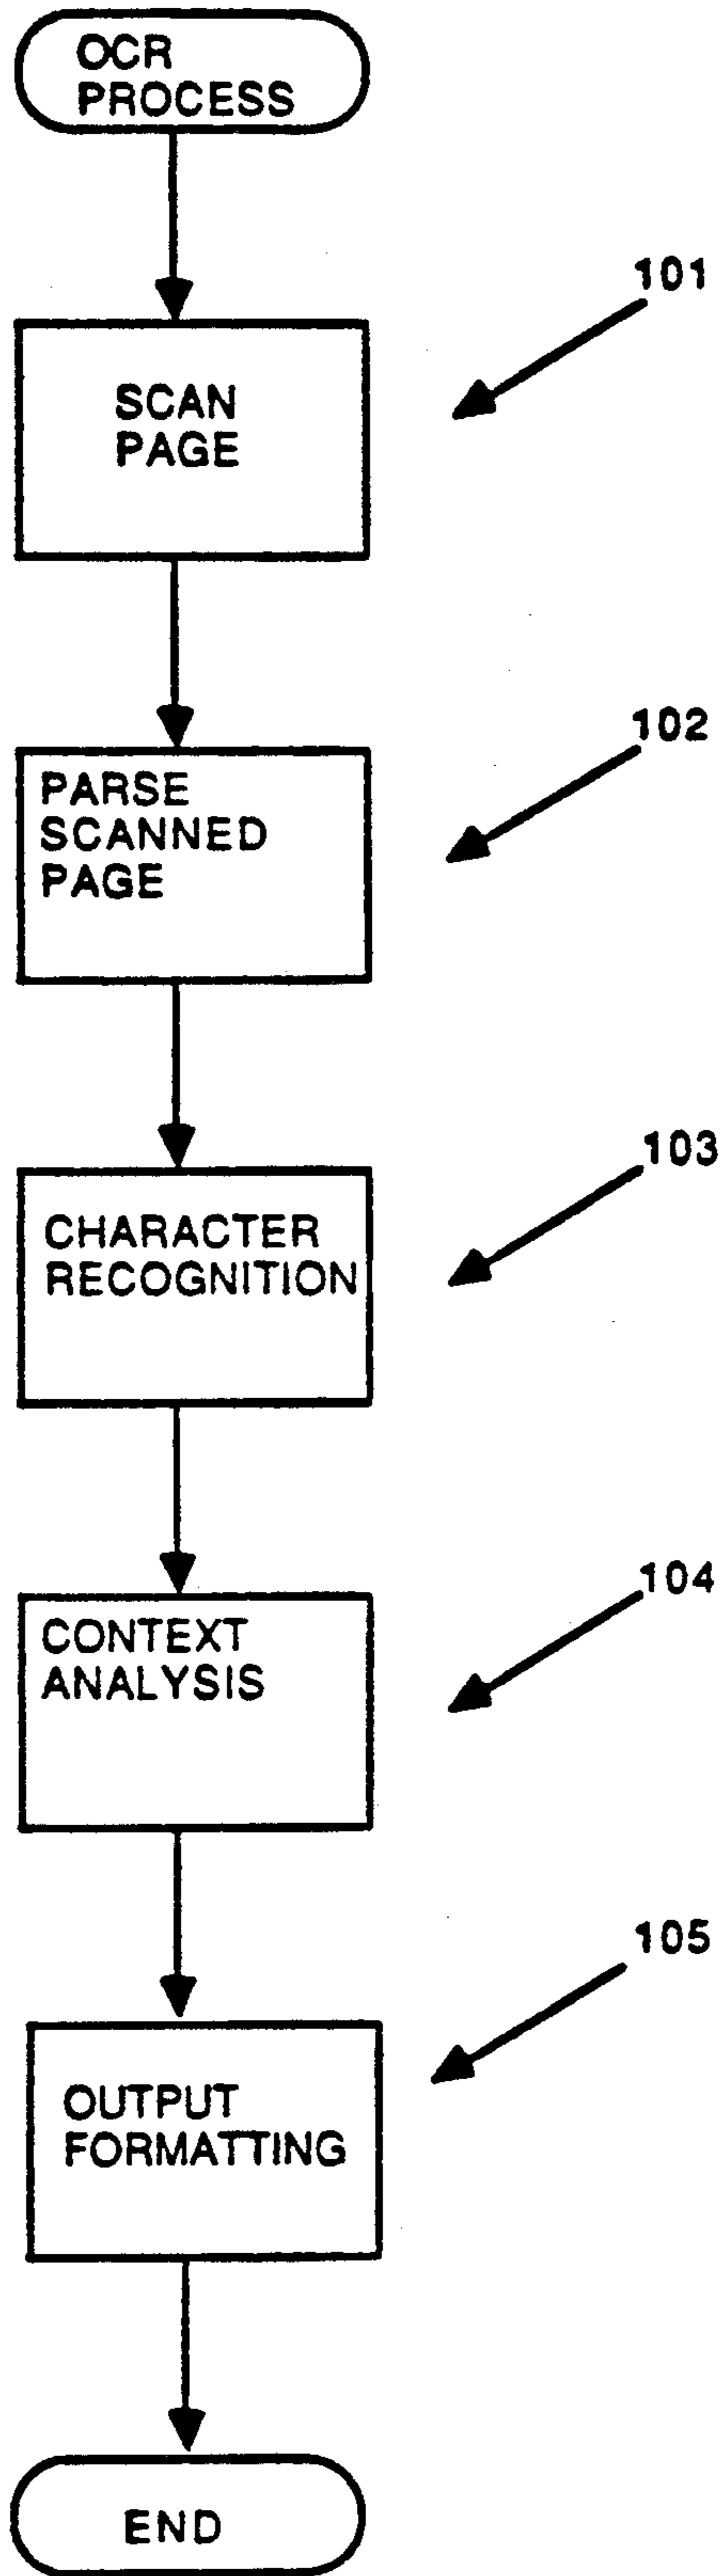 OCR
PROCESS
101
SCAN
PAGE
102
PARSE
SCANNED
PAGE
103
CHARACTER
RECOGNITION
104
CONTEXT
ANALYSIS
105
OUTPUT
FORMATTING
END